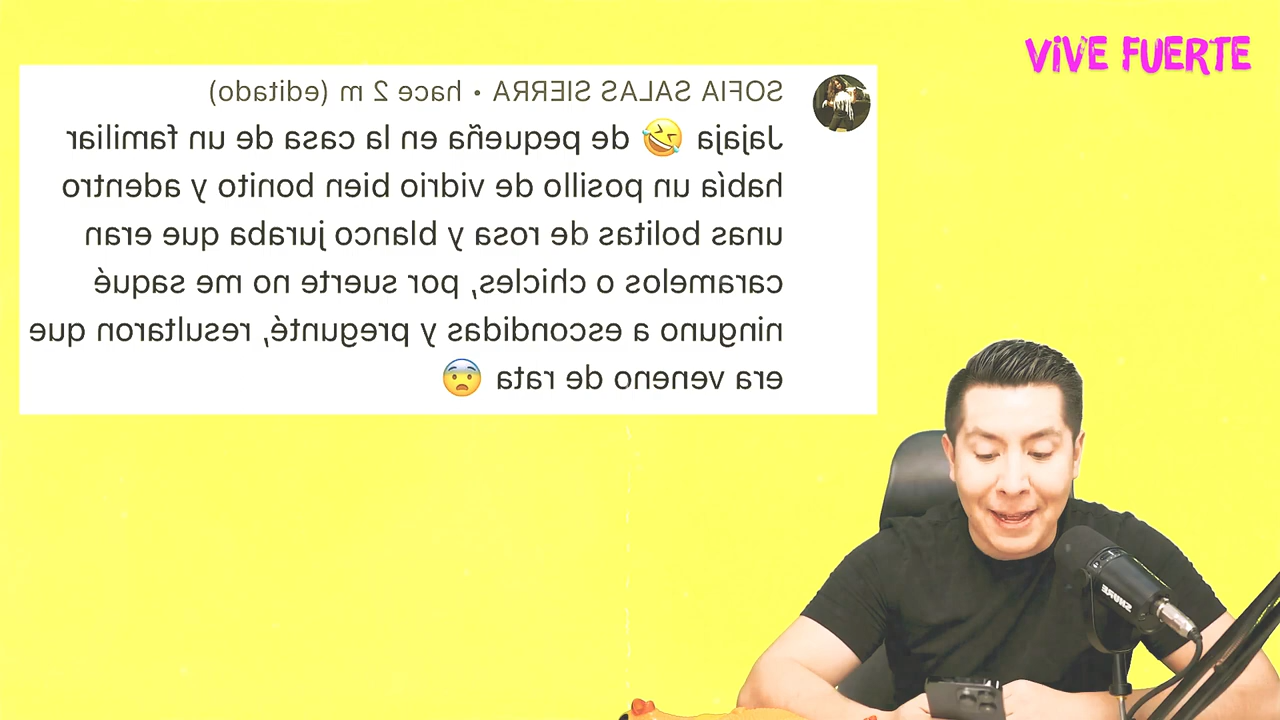 VIVE FUERTE
SOFIA SALAS SIERRA • hace 2 m (editado)
Jajaja 🤣 de pequeña en la casa de un familiar
había un posillo de vidrio bien bonito y adentro
unas bolitas de rosa y blanco juraba que eran
caramelos o chicles, por suerte no me saqué
ninguno a escondidas y pregunté, resultaron que
era veneno de rata 😨
SHURE